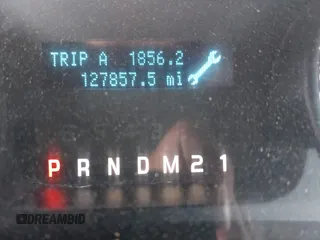 TRIP A 1856.2
127857.5 mi
P R N D M 2 1
DREAMBID